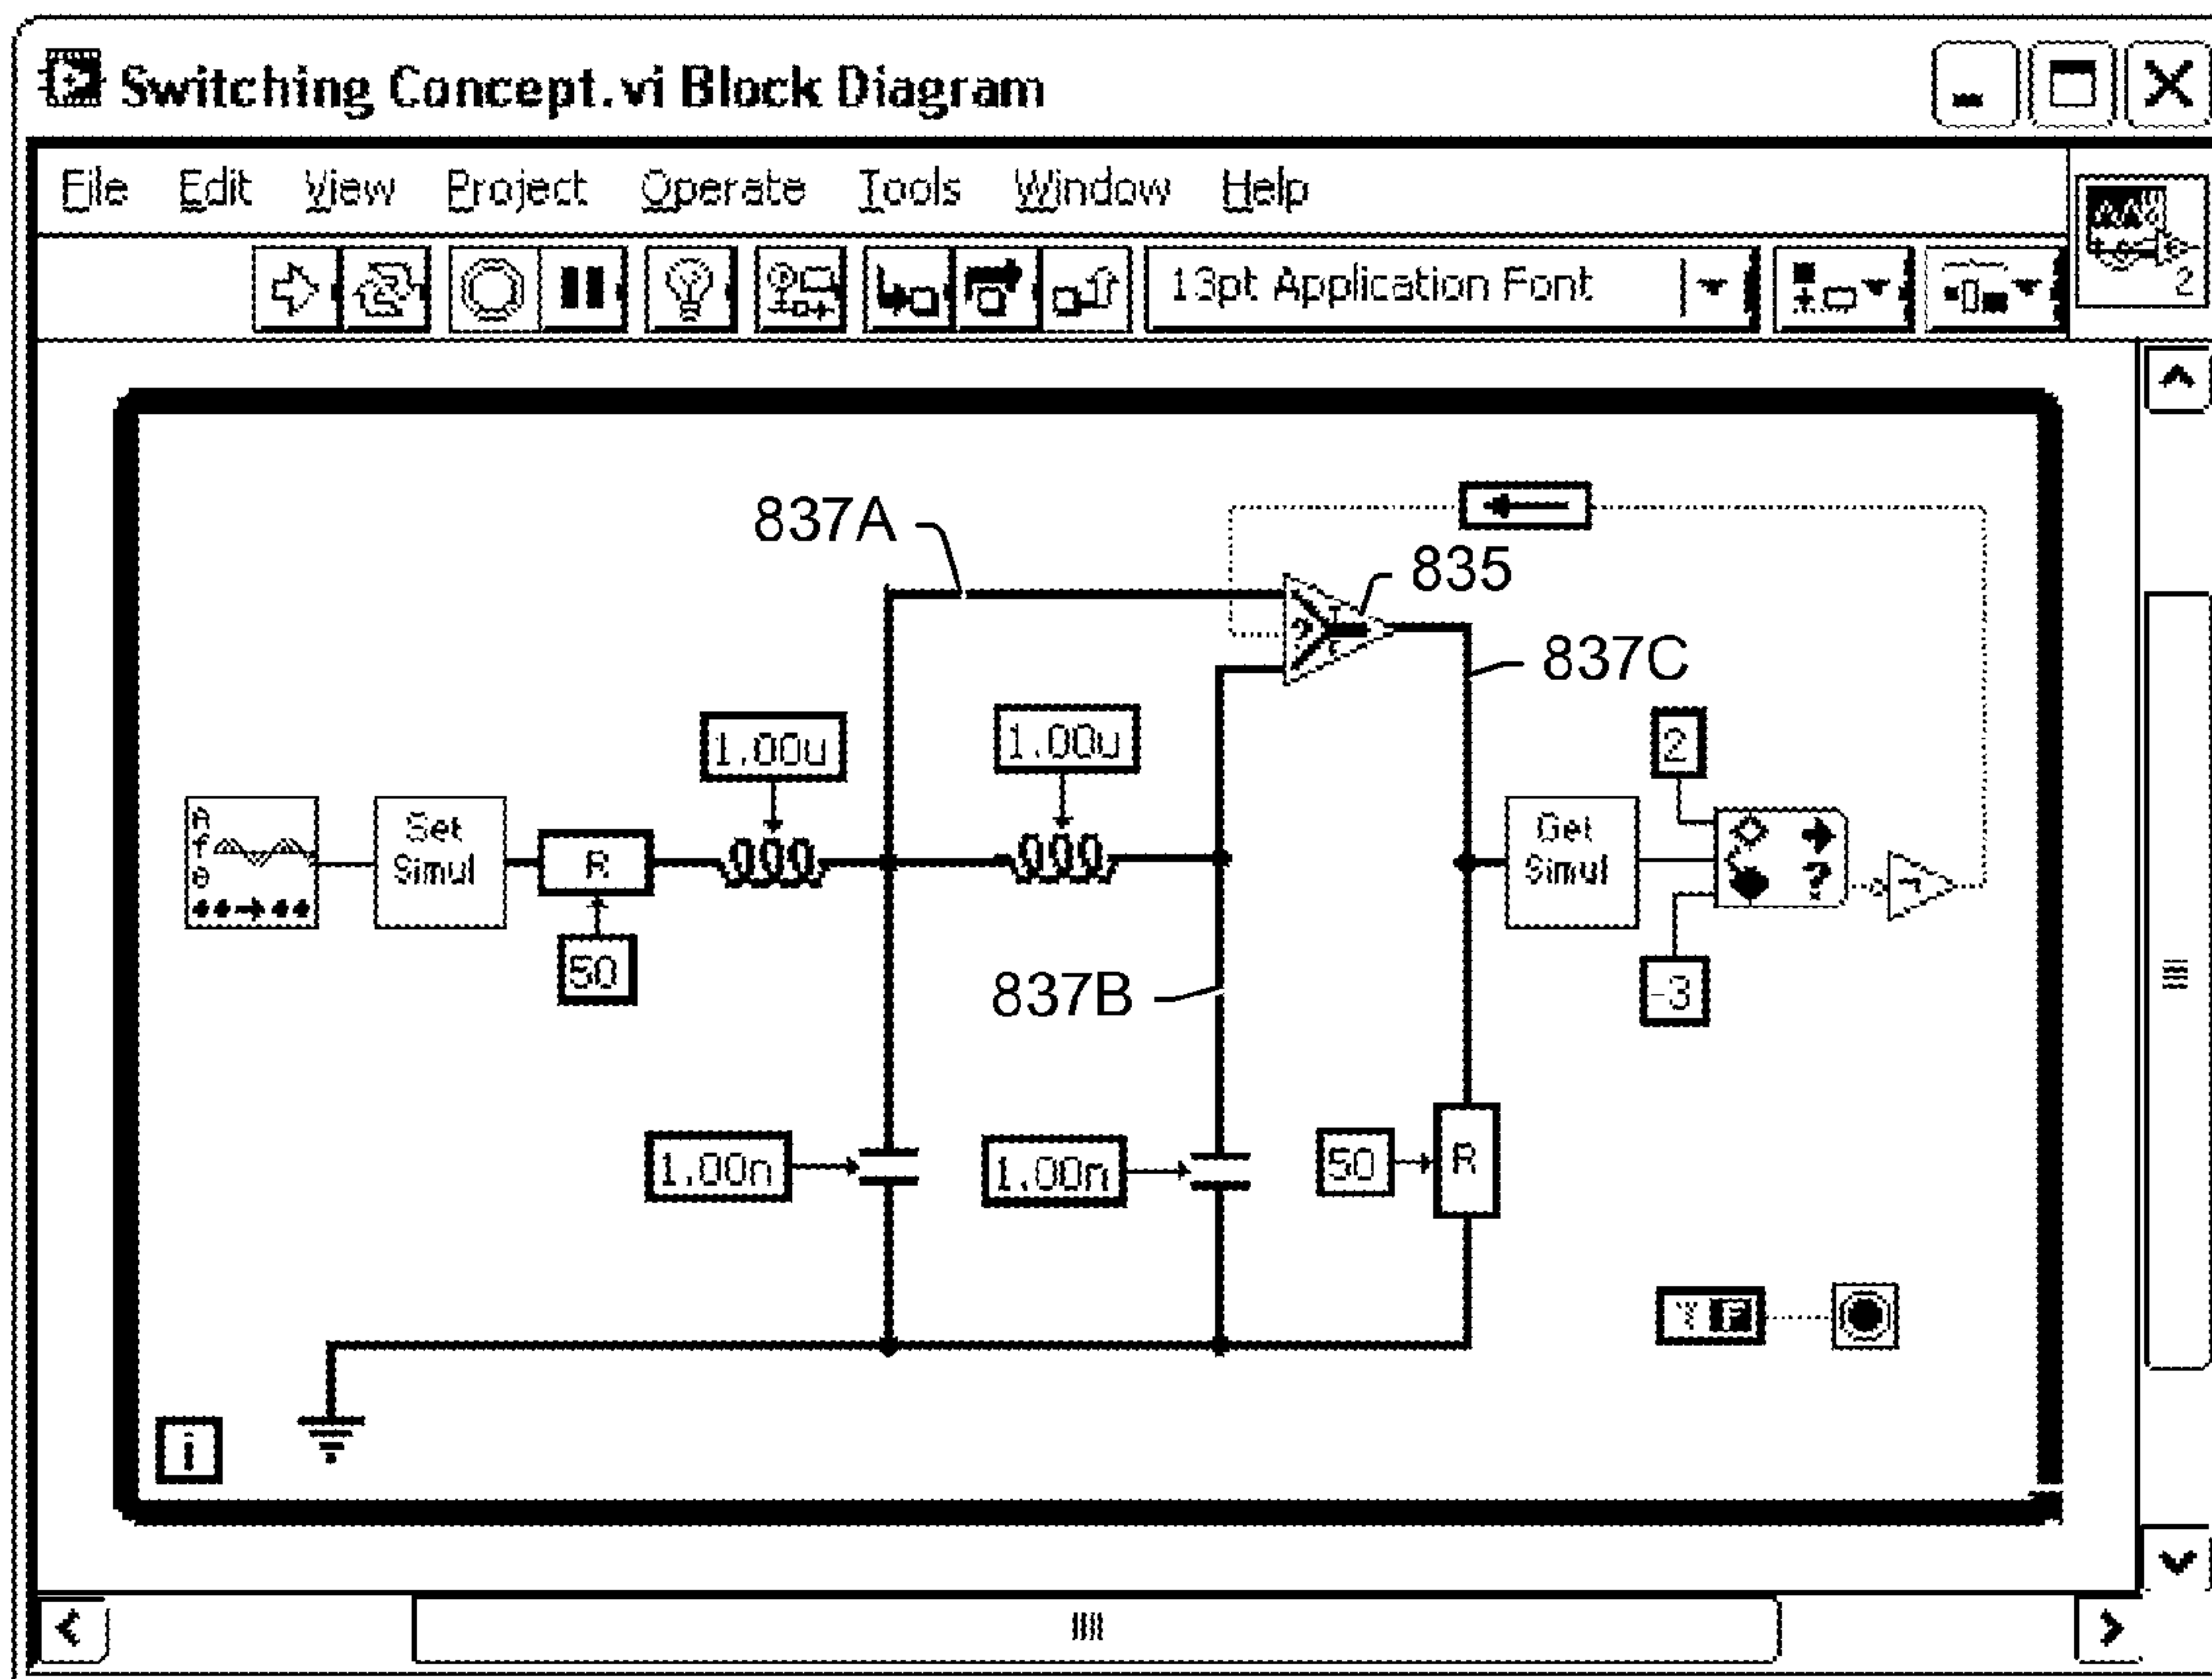 Switching Concept.vi Block Diagram
File Edit View Project Operate Tools Window Help
13pt Application Font
2
837A
835
837C
1.00u
1.00u
2
Set
Simul
R
Get
Simul
?
50
837B
-3
1.00n
1.00n
50
R
F
i